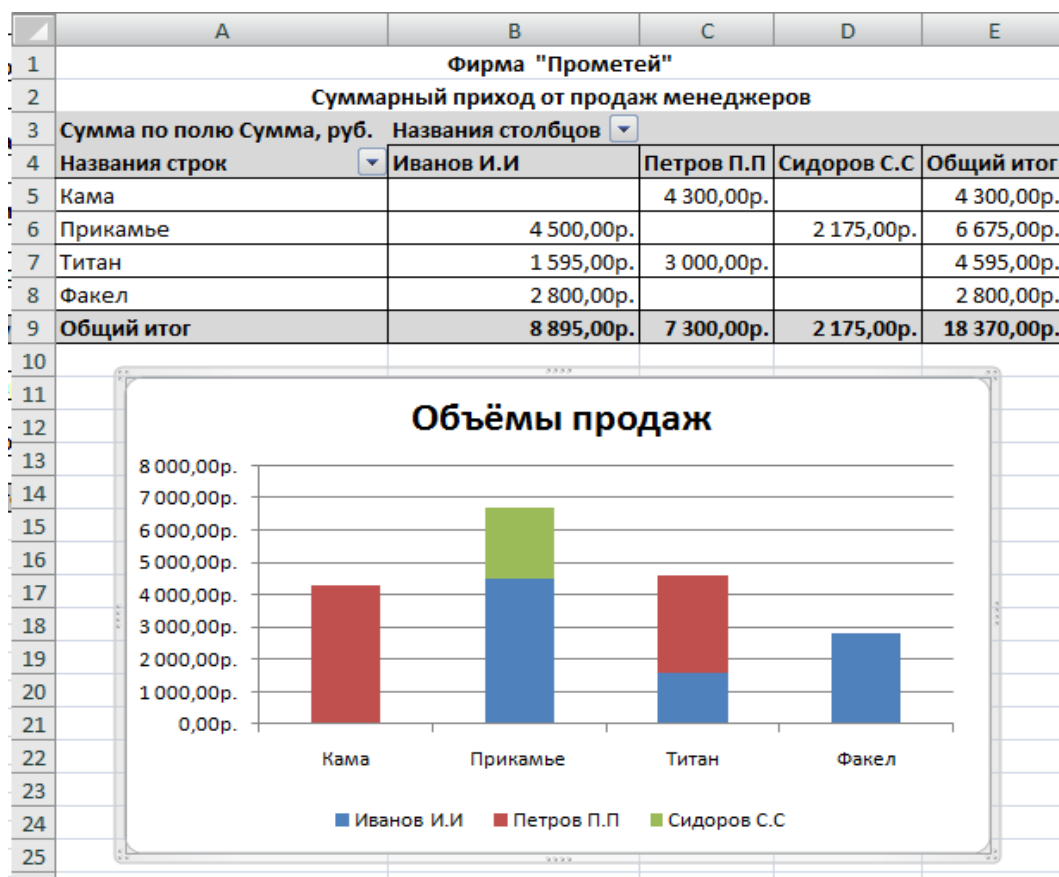 A B C D E
1 Фирма "Прометей"
2 Суммарный приход от продаж менеджеров
3 Сумма по полю Сумма, руб. Названия столбцов
4 Названия строк Иванов И.И Петров П.П Сидоров С.С Общий итог
5 Кама 4 300,00р. 4 300,00р.
6 Прикамье 4 500,00р. 2 175,00р. 6 675,00р.
7 Титан 1 595,00р. 3 000,00р. 4 595,00р.
8 Факел 2 800,00р. 2 800,00р.
9 Общий итог 8 895,00р. 7 300,00р. 2 175,00р. 18 370,00р.
10
11
12
13
14
15
16
17
18
19
20
21
22
23
24
25
Объёмы продаж
8 000,00р.
7 000,00р.
6 000,00р.
5 000,00р.
4 000,00р.
3 000,00р.
2 000,00р.
1 000,00р.
0,00р.
Кама Прикамье Титан Факел
Иванов И.И Петров П.П Сидоров С.С